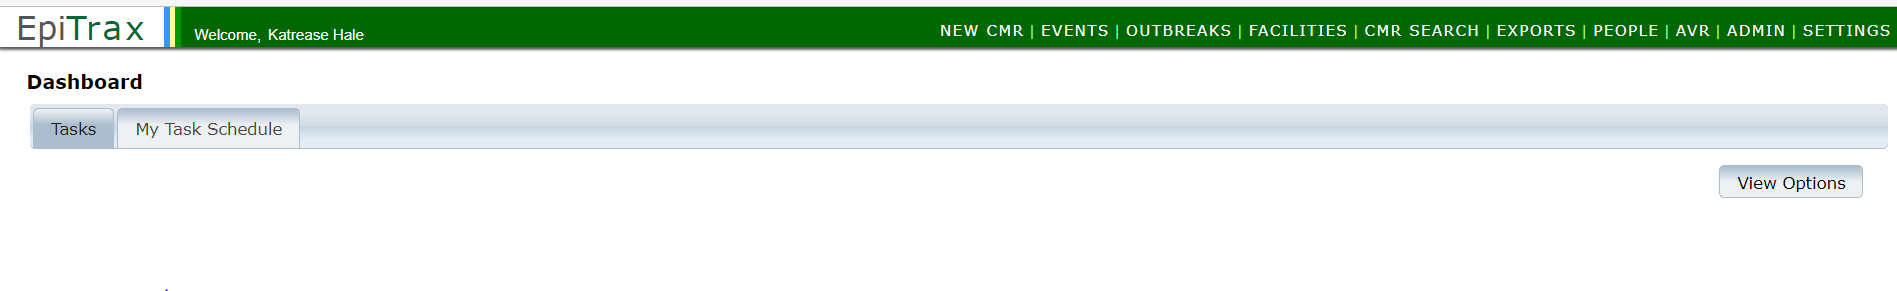 EpiTrax
Welcome, Katrease Hale
NEW CMR | EVENTS | OUTBREAKS | FACILITIES | CMR SEARCH | EXPORTS | PEOPLE | AVR | ADMIN | SETTINGS
Dashboard
Tasks
My Task Schedule
View Options